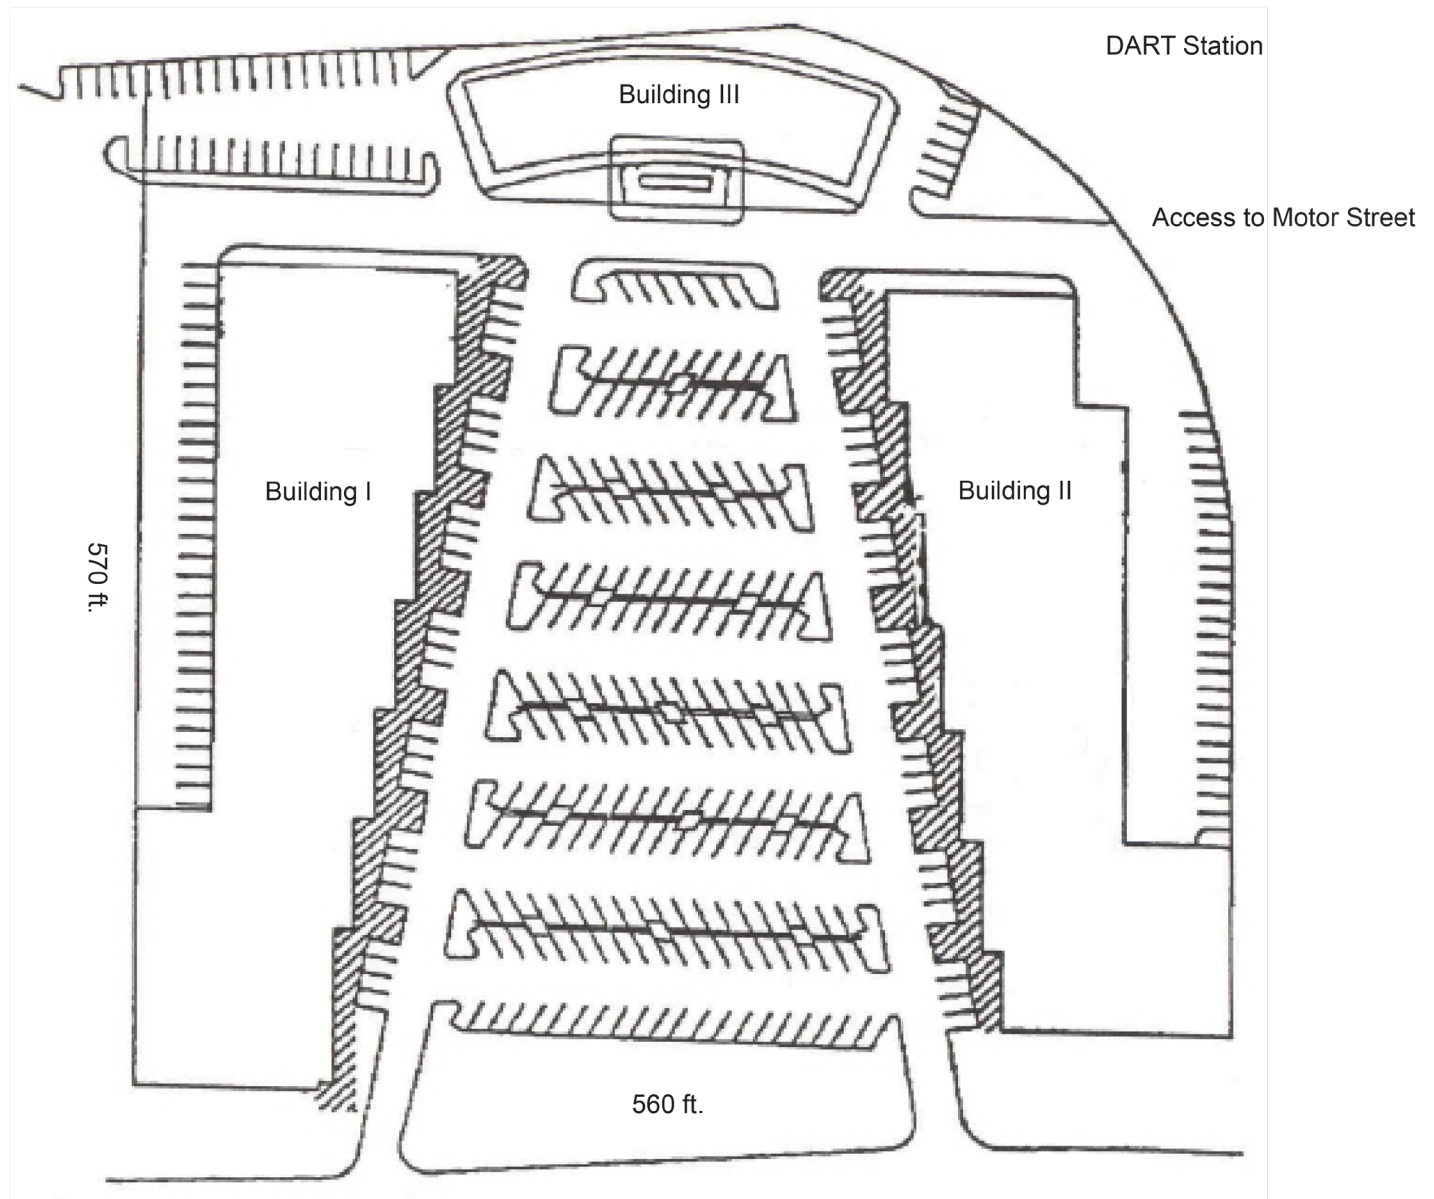 DART Station
Building III
Access to Motor Street
Building I
Building II
570 ft.
560 ft.